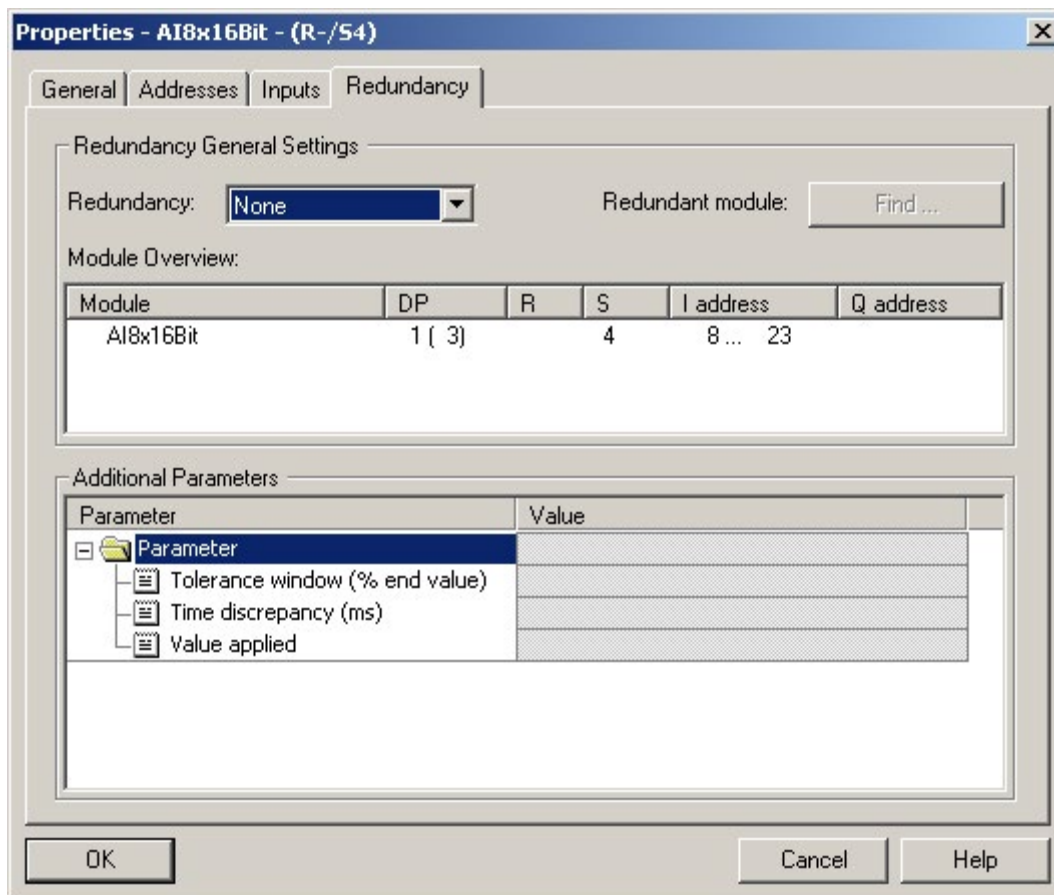 Properties - AI8x16Bit - (R-/S4)
General Addresses Inputs Redundancy
Redundancy General Settings
Redundancy: None Redundant module: Find ...
Module Overview:
Module DP R S I address Q address
AI8x16Bit 1 ( 3) 4 8 ... 23
Additional Parameters
Parameter Value
Parameter
Tolerance window (% end value)
Time discrepancy (ms)
Value applied
OK Cancel Help